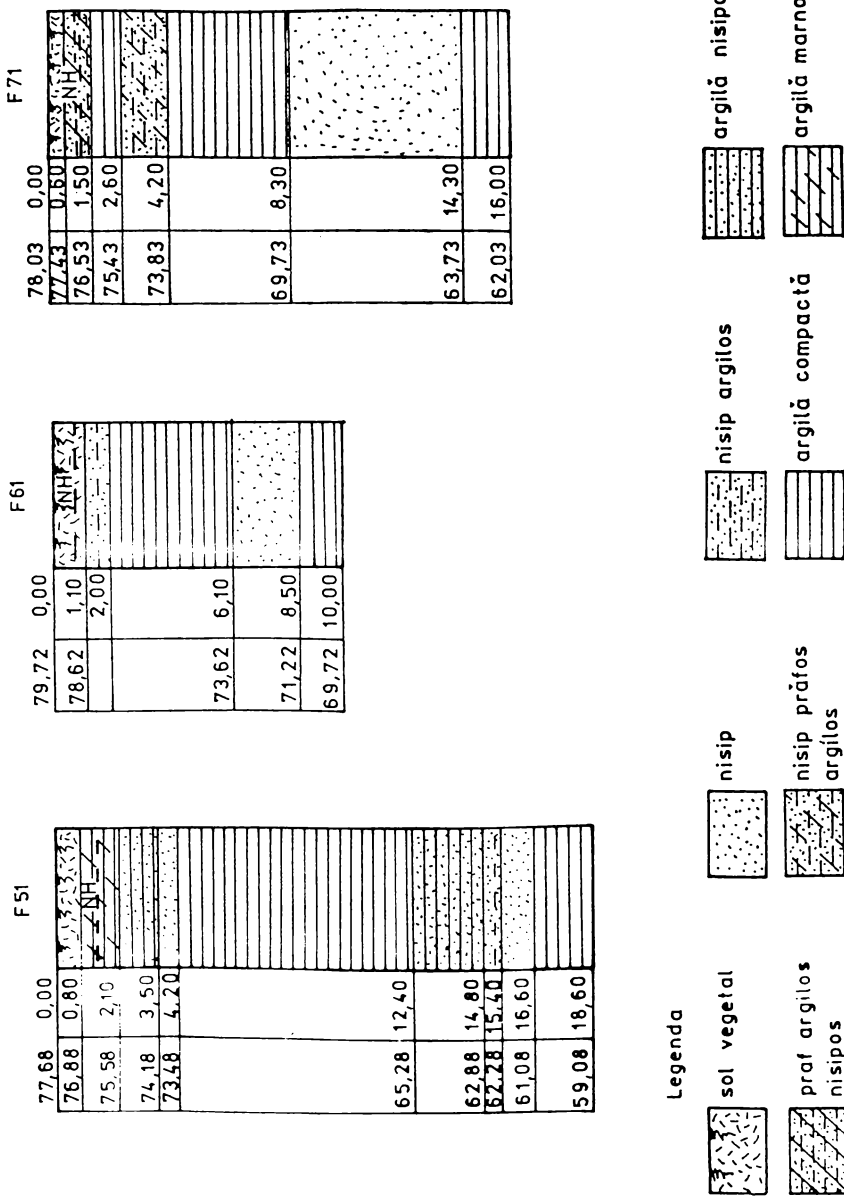 F 51
77,68 0,00
76,88 0,80
NH
75,58 2,10
74,18 3,50
73,48 4,20
65,28 12,40
62,88 14,80
62,28 15,40
61,08 16,60
59,08 18,60
F 61
79,72 0,00
NH
78,62 1,10
2,00
73,62 6,10
71,22 8,50
69,72 10,00
F 71
78,03 0,00
77,43 0,60
NH
76,53 1,50
75,43 2,60
73,83 4,20
69,73 8,30
63,73 14,30
62,03 16,00
Legenda
sol vegetal
nisip
nisip argilos
argilă nisipo
praf argilos
nisipos
nisip prăfos
argilos
argilă compactă
argilă marno